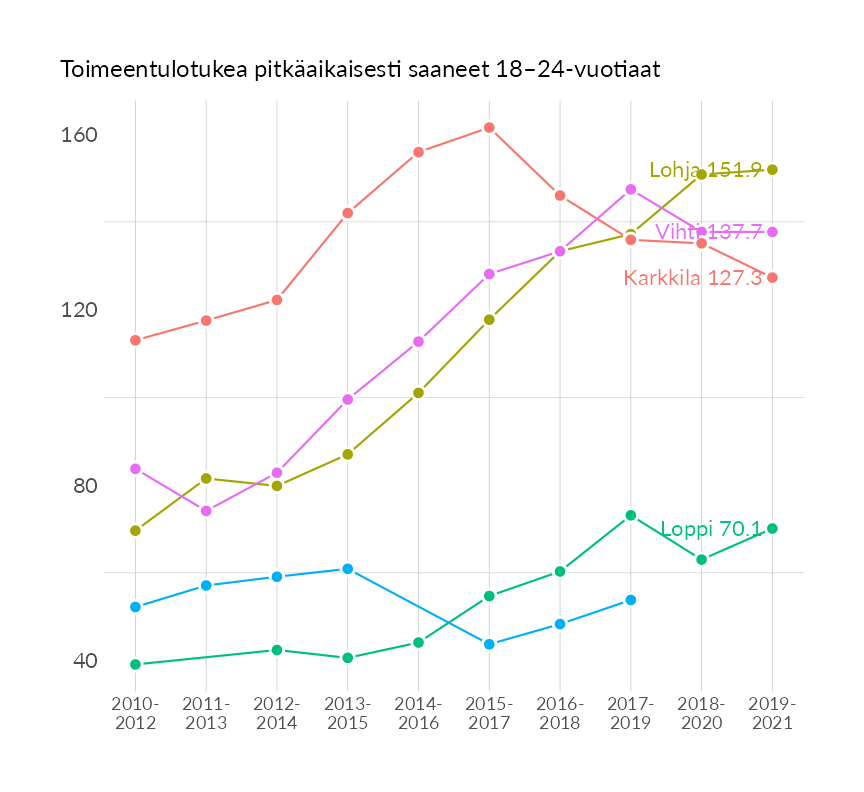 Toimeentulotukea pitkäaikaisesti saaneet 18–24-vuotiaat
160
120
80
40
Lohja 151.9
Vihti 137.7
Karkkila 127.3
Loppi 70.1
2010- 2011- 2012- 2013- 2014- 2015- 2016- 2017- 2018- 2019-
2012 2013 2014 2015 2016 2017 2018 2019 2020 2021